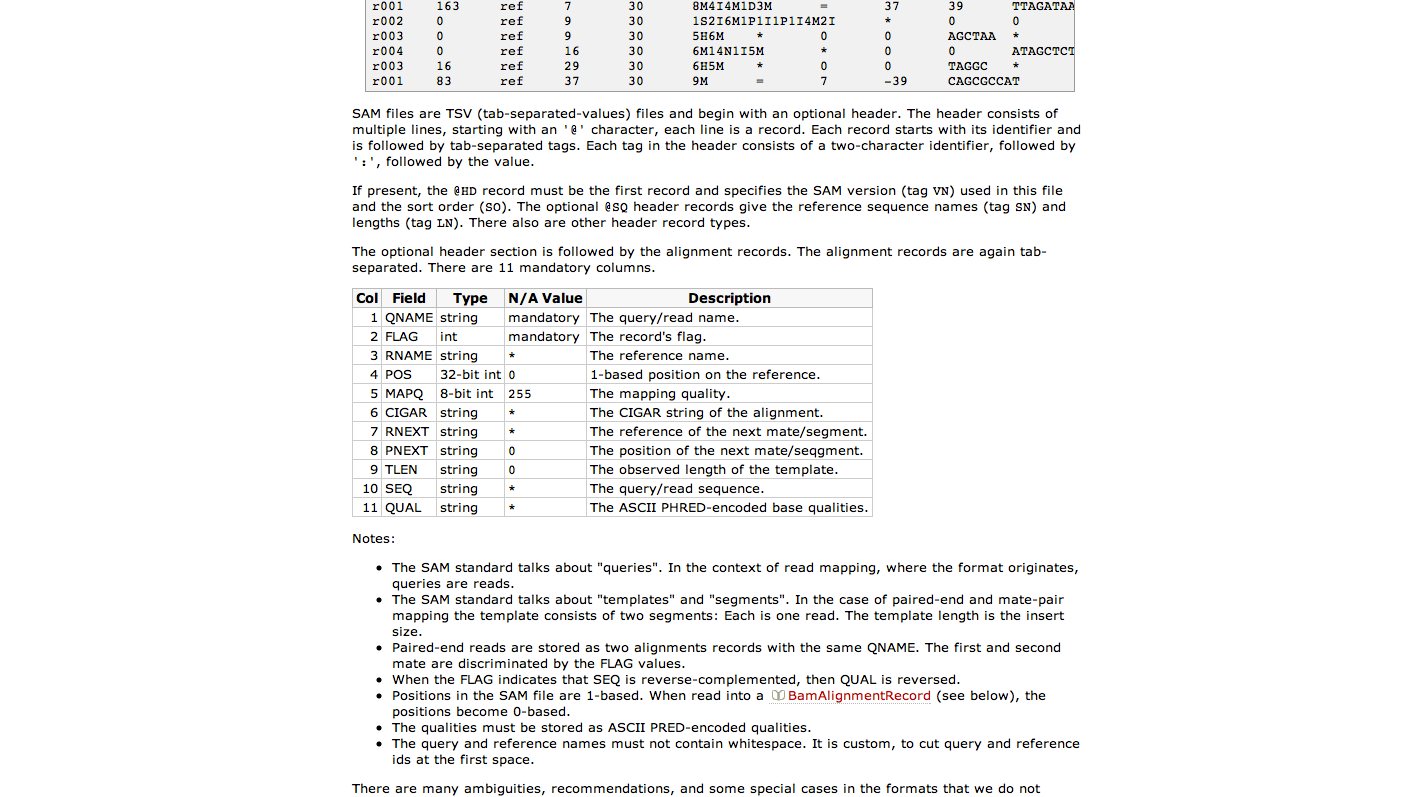 r001 163 ref 7 30 8M4I4M1D3M = 37 39 TTAGATAA
r002 0 ref 9 30 1S2I6M1P1I1P1I4M2I * 0 0
r003 0 ref 9 30 5H6M * 0 0 AGCTAA *
r004 0 ref 16 30 6M14N1I5M * 0 0 ATAGCTCT
r003 16 ref 29 30 6H5M * 0 0 TAGGC *
r001 83 ref 37 30 9M = 7 -39 CAGCGCCAT
SAM files are TSV (tab-separated-values) files and begin with an optional header. The header consists of
multiple lines, starting with an '@' character, each line is a record. Each record starts with its identifier and
is followed by tab-separated tags. Each tag in the header consists of a two-character identifier, followed by
':', followed by the value.
If present, the @HD record must be the first record and specifies the SAM version (tag VN) used in this file
and the sort order (SO). The optional @SQ header records give the reference sequence names (tag SN) and
lengths (tag LN). There also are other header record types.
The optional header section is followed by the alignment records. The alignment records are again tab-
separated. There are 11 mandatory columns.
Col Field Type N/A Value Description
1 QNAME string mandatory The query/read name.
2 FLAG int mandatory The record's flag.
3 RNAME string * The reference name.
4 POS 32-bit int 0 1-based position on the reference.
5 MAPQ 8-bit int 255 The mapping quality.
6 CIGAR string * The CIGAR string of the alignment.
7 RNEXT string * The reference of the next mate/segment.
8 PNEXT string 0 The position of the next mate/seqgment.
9 TLEN string 0 The observed length of the template.
10 SEQ string * The query/read sequence.
11 QUAL string * The ASCII PHRED-encoded base qualities.
Notes:
• The SAM standard talks about "queries". In the context of read mapping, where the format originates,
queries are reads.
• The SAM standard talks about "templates" and "segments". In the case of paired-end and mate-pair
mapping the template consists of two segments: Each is one read. The template length is the insert
size.
• Paired-end reads are stored as two alignments records with the same QNAME. The first and second
mate are discriminated by the FLAG values.
• When the FLAG indicates that SEQ is reverse-complemented, then QUAL is reversed.
• Positions in the SAM file are 1-based. When read into a BamAlignmentRecord (see below), the
positions become 0-based.
• The qualities must be stored as ASCII PRED-encoded qualities.
• The query and reference names must not contain whitespace. It is custom, to cut query and reference
ids at the first space.
There are many ambiguities, recommendations, and some special cases in the formats that we do not